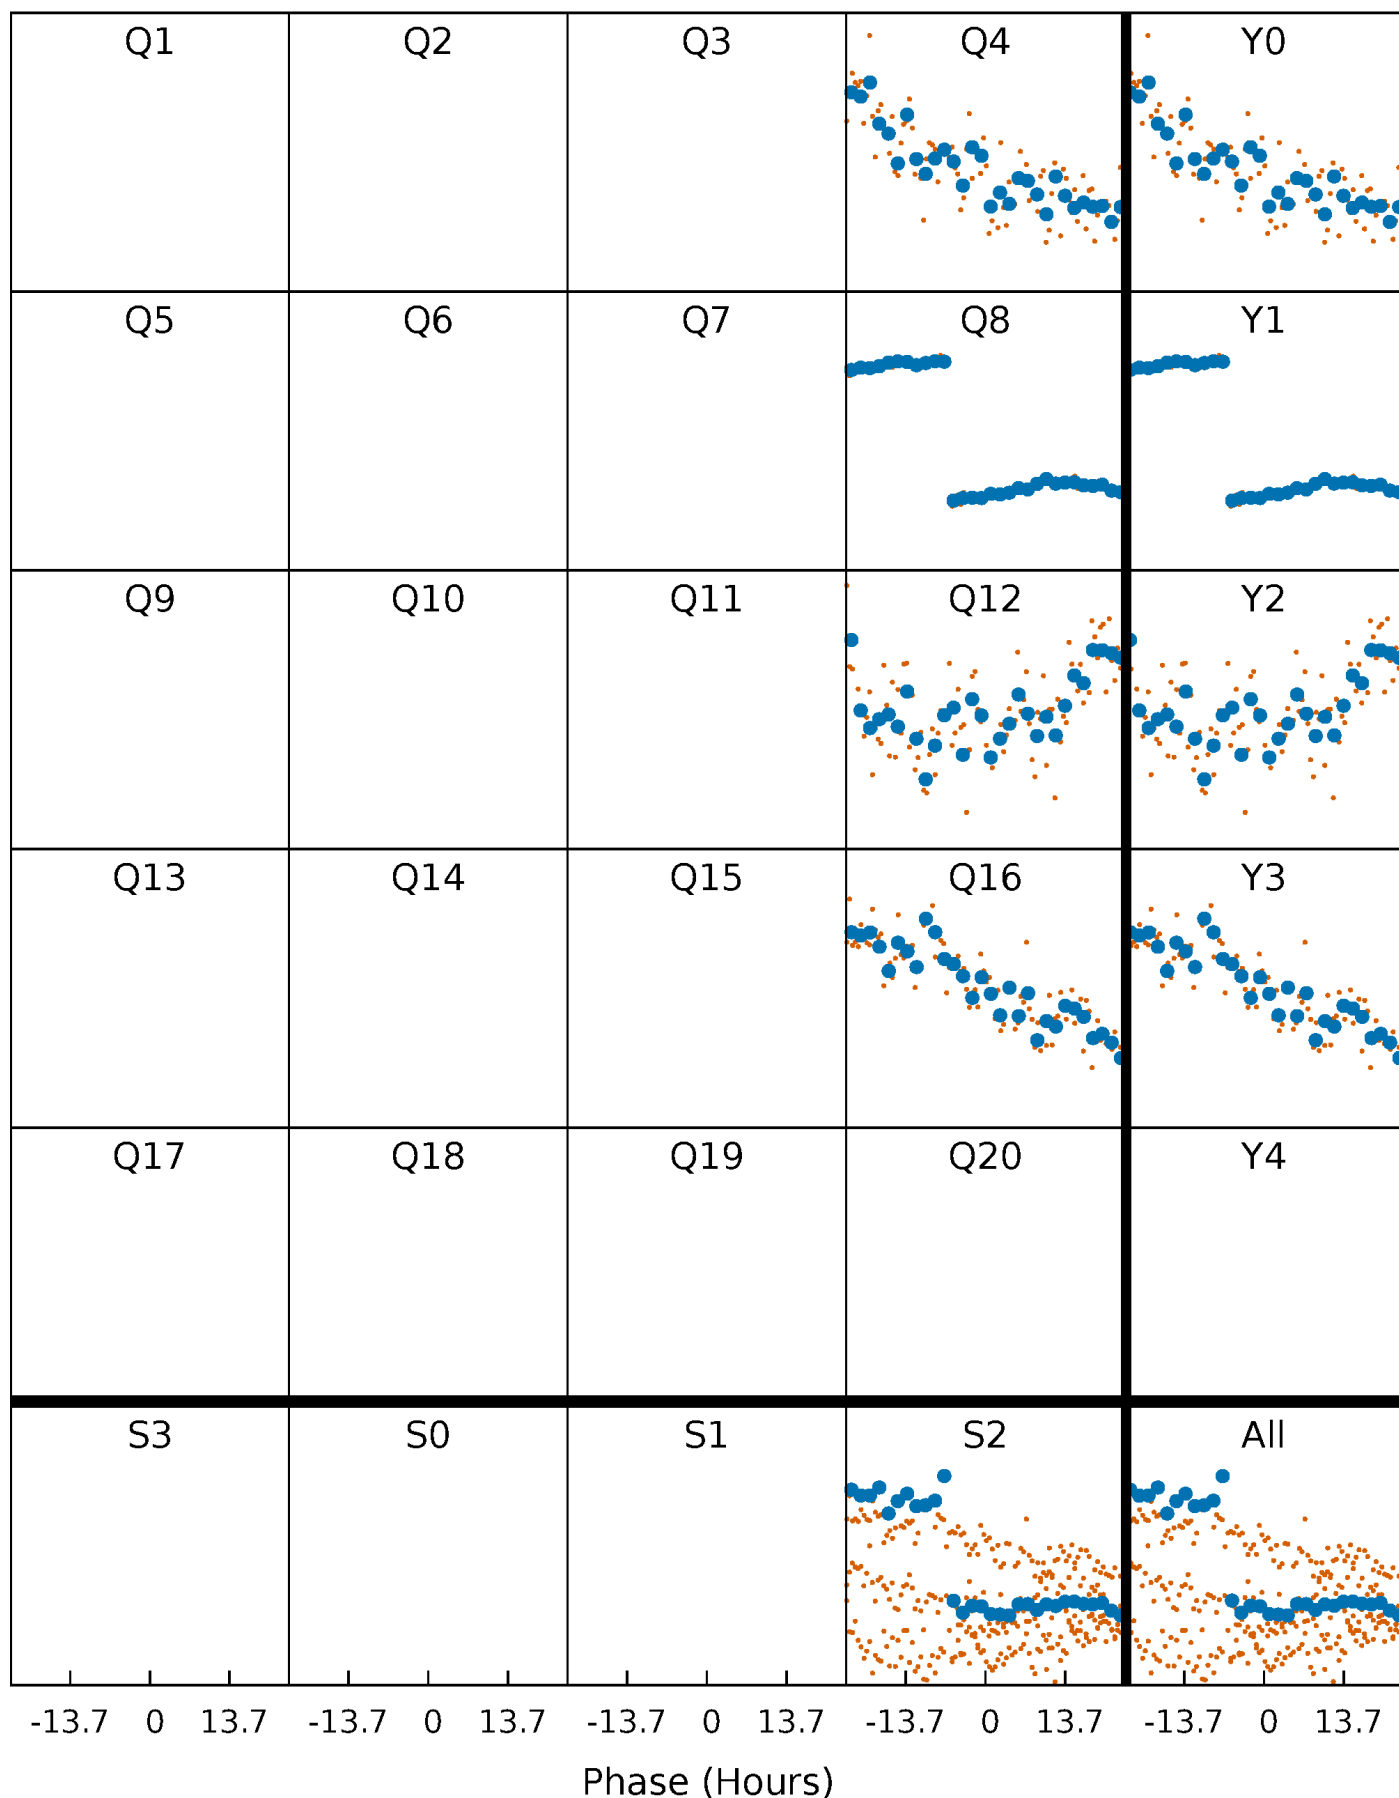 Q1 Q2 Q3 Q4 Y0
Q5 Q6 Q7 Q8 Y1
Q9 Q10 Q11 Q12 Y2
Q13 Q14 Q15 Q16 Y3
Q17 Q18 Q19 Q20 Y4
S3 S0 S1 S2 All
-13.7 0 13.7 -13.7 0 13.7 -13.7 0 13.7 -13.7 0 13.7 -13.7 0 13.7
Phase (Hours)